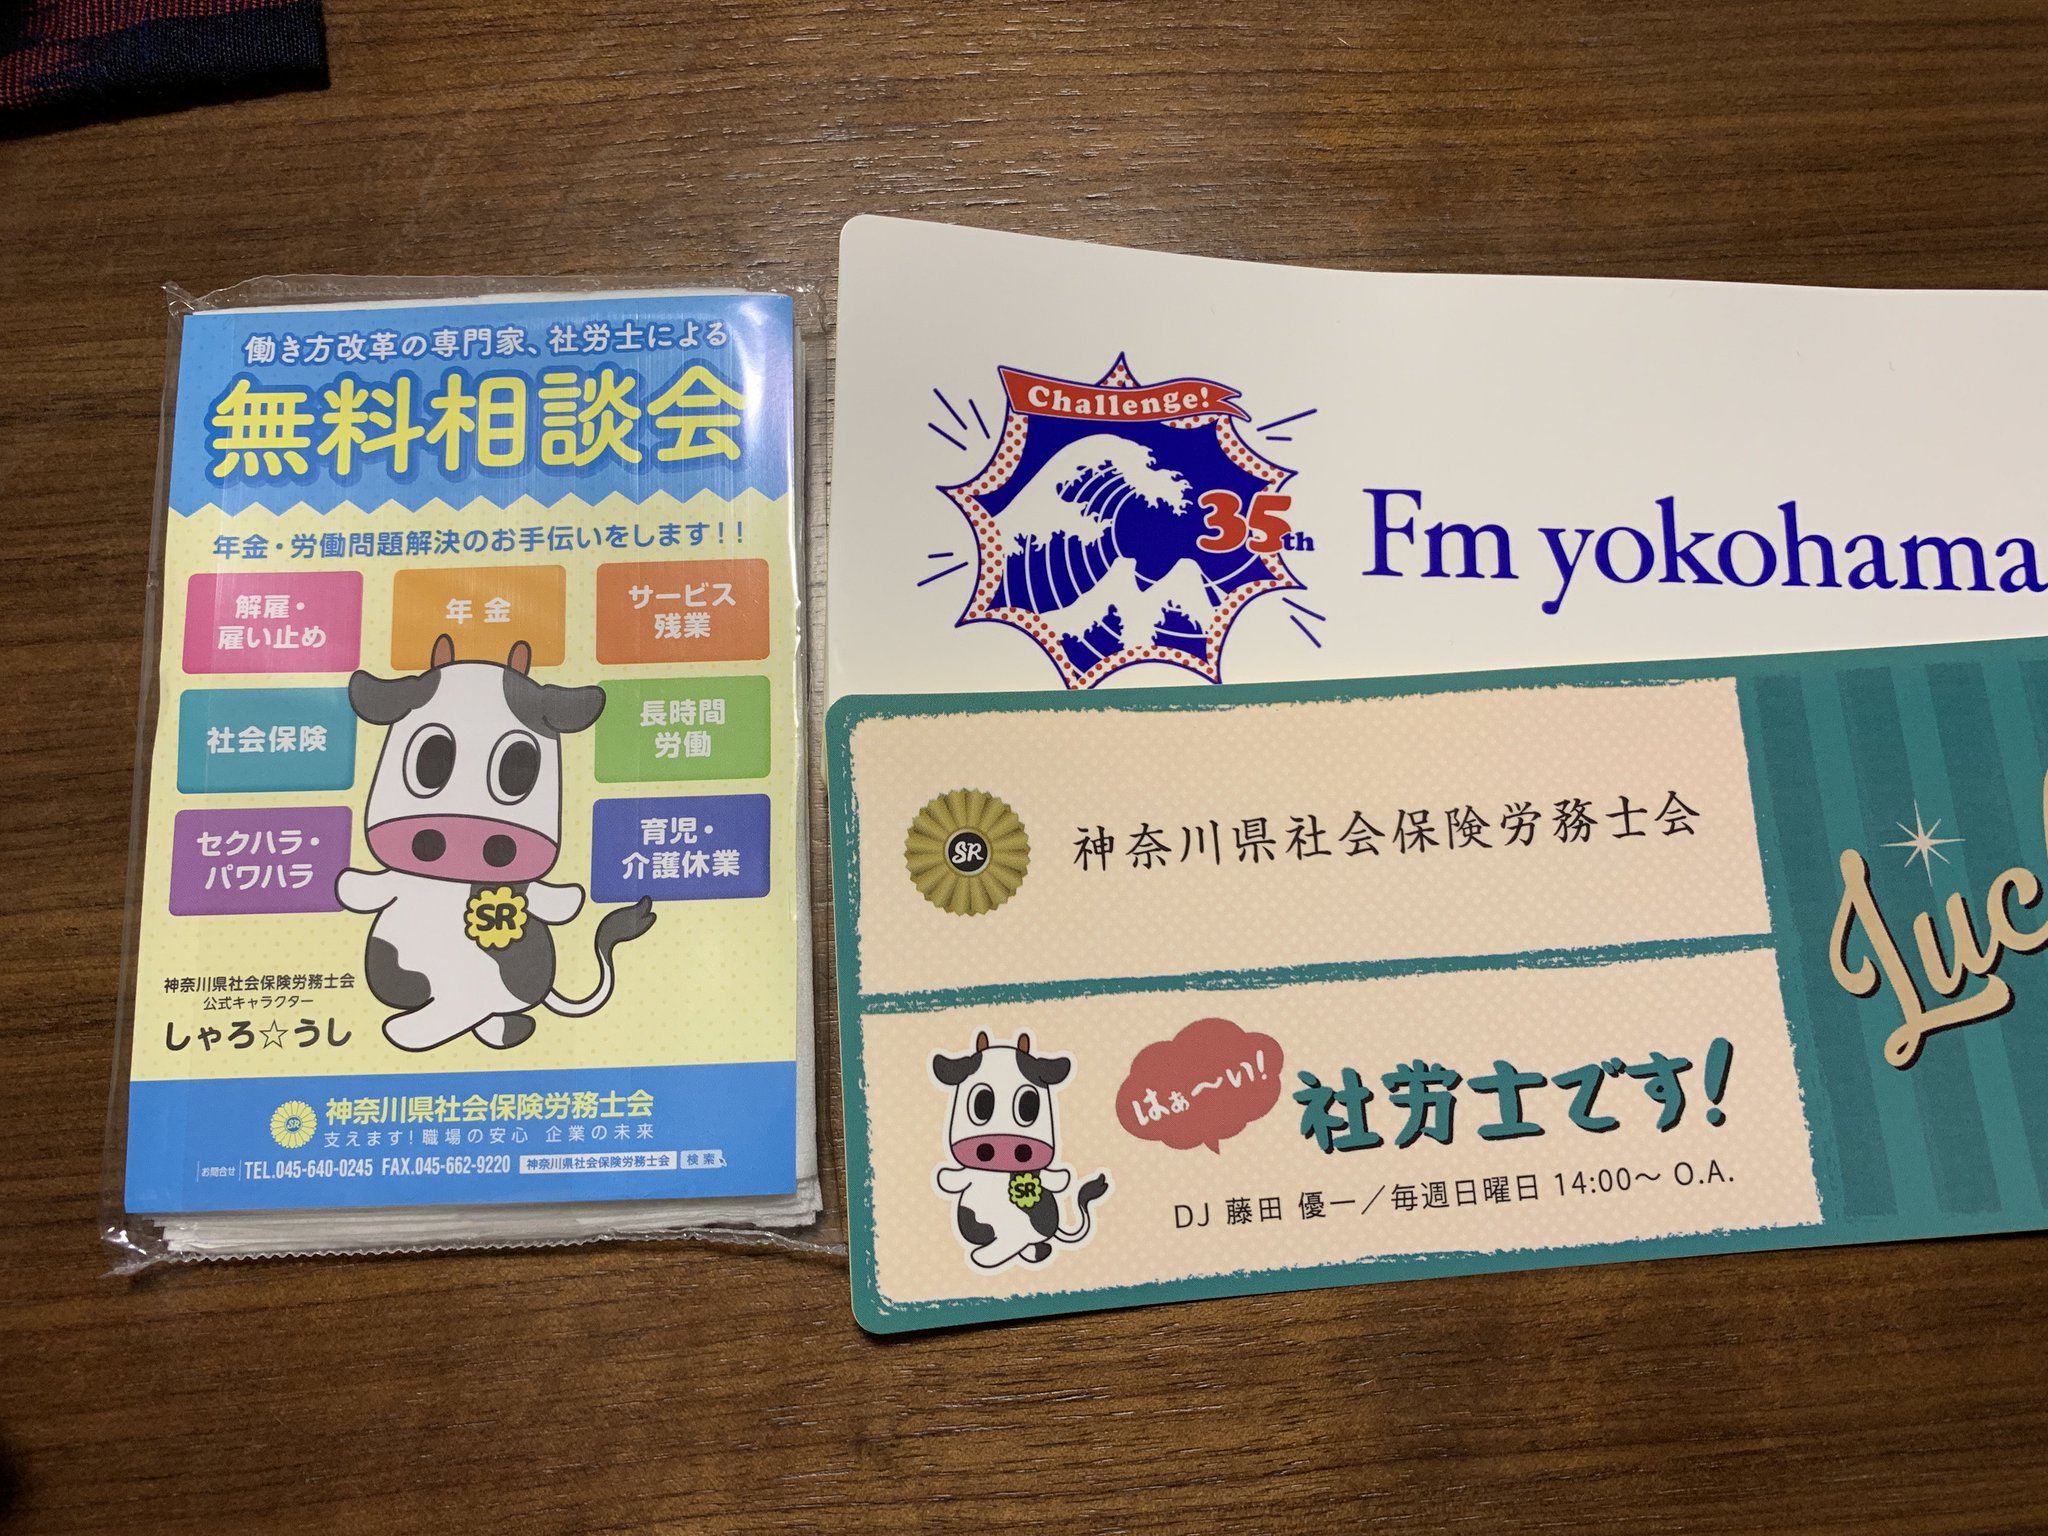 働き方改革の専門家、社労士による
無料相談会
年金・労働問題解決のお手伝いをします!!
解雇・
雇い止め
年金
サービス
残業
社会保険
長時間
労働
セクハラ・
パワハラ
育児・
介護休業
SR
神奈川県社会保険労務士会
公式キャラクター
しゃろ☆うし
SR
神奈川県社会保険労務士会
支えます!職場の安心 企業の未来
お問合せ TEL.045-640-0245 FAX.045-662-9220 神奈川県社会保険労務士会 検索
Challenge!
35th
Fm yokohama
SR
神奈川県社会保険労務士会
はぁ〜い!
社労士です!
SR
DJ 藤田 優一/毎週日曜日 14:00〜 O.A.
Luc